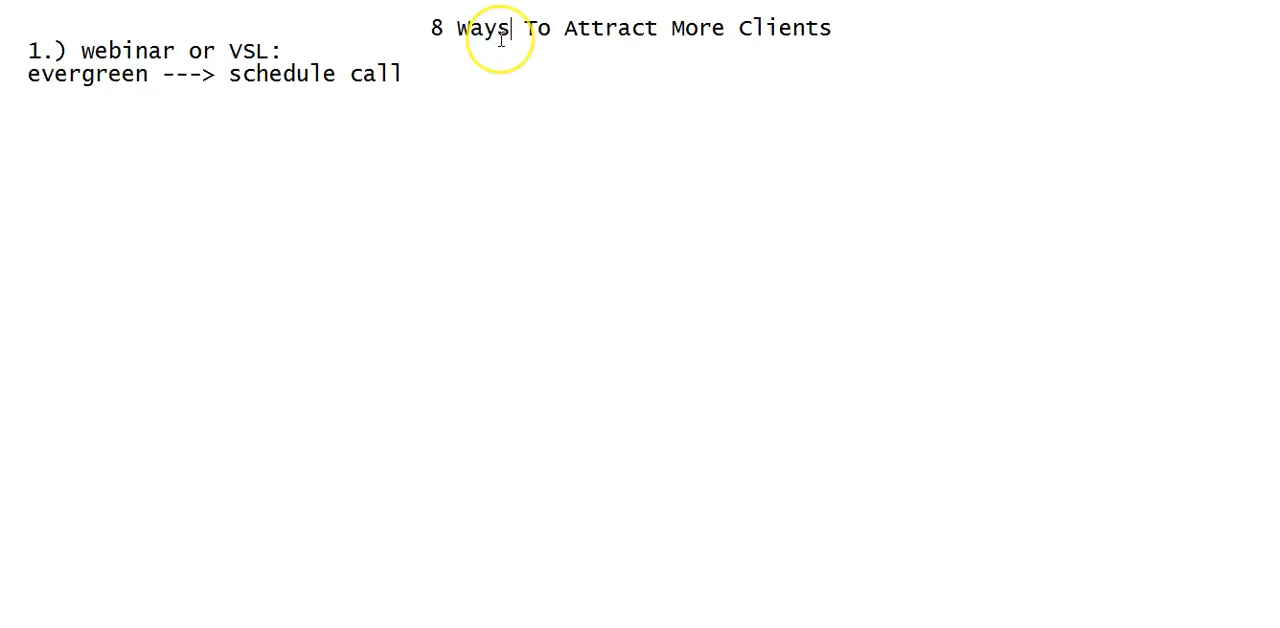 8 Ways To Attract More Clients
1.) webinar or VSL:
evergreen ---> schedule call